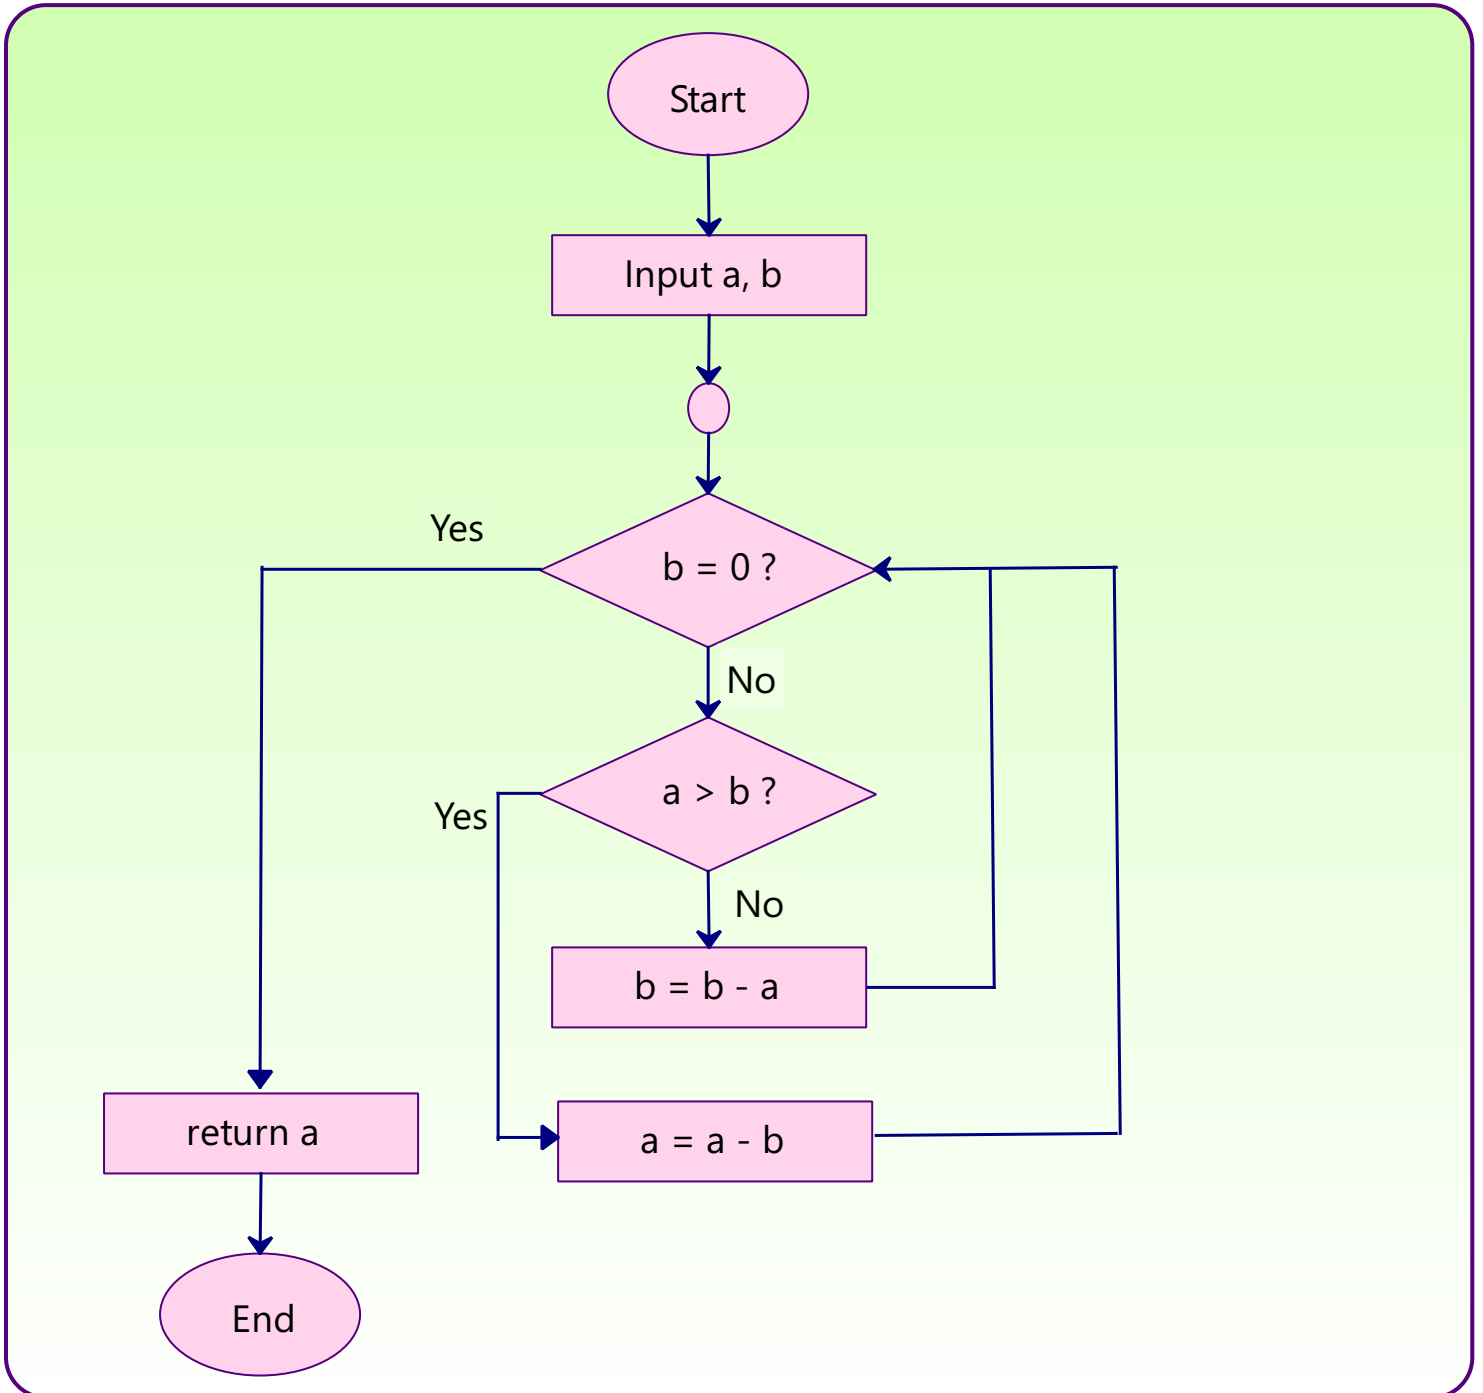 Start
Input a, b
Yes
b = 0 ?
No
a > b ?
Yes
No
b = b - a
return a
a = a - b
End